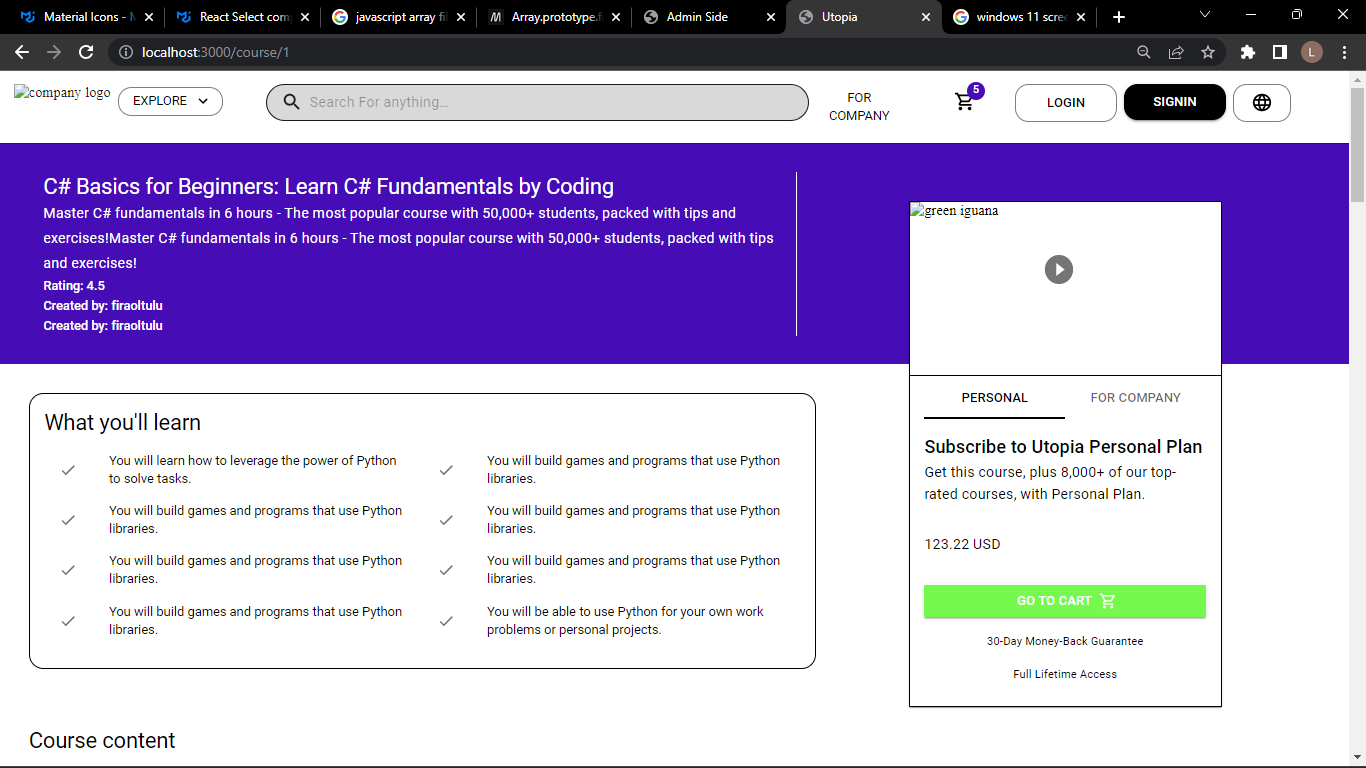 Material Icons - M
React Select com
javascript array fil
Array.prototype.f
Admin Side
Utopia
windows 11 scree
localhost:3000/course/1
L
company logo
EXPLORE
Search For anything...
FOR
COMPANY
5
LOGIN
SIGNIN
C# Basics for Beginners: Learn C# Fundamentals by Coding
Master C# fundamentals in 6 hours - The most popular course with 50,000+ students, packed with tips and
exercises!Master C# fundamentals in 6 hours - The most popular course with 50,000+ students, packed with tips
and exercises!
Rating: 4.5
Created by: firaoltulu
Created by: firaoltulu
green iguana
PERSONAL
FOR COMPANY
Subscribe to Utopia Personal Plan
Get this course, plus 8,000+ of our top-
rated courses, with Personal Plan.
123.22 USD
GO TO CART
30-Day Money-Back Guarantee
Full Lifetime Access
What you'll learn
You will learn how to leverage the power of Python
to solve tasks.
You will build games and programs that use Python
libraries.
You will build games and programs that use Python
libraries.
You will build games and programs that use Python
libraries.
You will build games and programs that use Python
libraries.
You will build games and programs that use Python
libraries.
You will build games and programs that use Python
libraries.
You will be able to use Python for your own work
problems or personal projects.
Course content